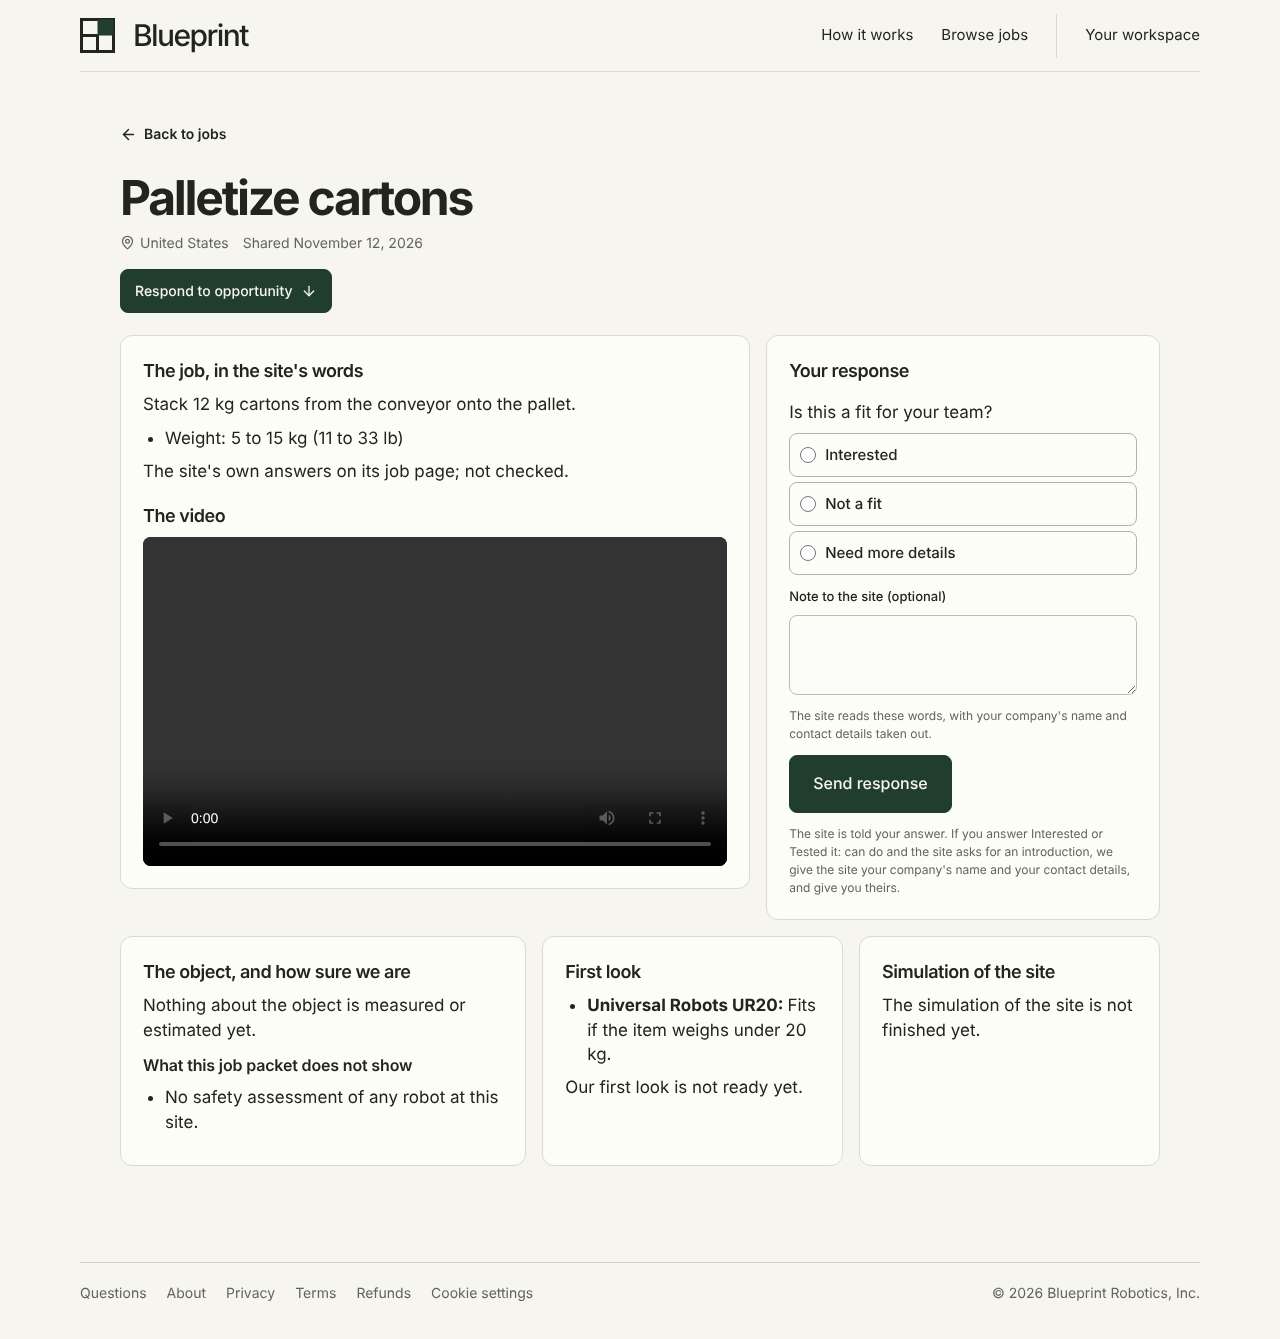 Blueprint
How it works
Browse jobs
Your workspace
Back to jobs
Palletize cartons
United States
Shared November 12, 2026
Respond to opportunity
The job, in the site's words
Stack 12 kg cartons from the conveyor onto the pallet.
• Weight: 5 to 15 kg (11 to 33 lb)
The site's own answers on its job page; not checked.
The video
0:00
Your response
Is this a fit for your team?
Interested
Not a fit
Need more details
Note to the site (optional)
The site reads these words, with your company's name and
contact details taken out.
Send response
The site is told your answer. If you answer Interested or
Tested it: can do and the site asks for an introduction, we
give the site your company's name and your contact details,
and give you theirs.
The object, and how sure we are
Nothing about the object is measured or
estimated yet.
What this job packet does not show
• No safety assessment of any robot at this
site.
First look
• Universal Robots UR20: Fits
if the item weighs under 20
kg.
Our first look is not ready yet.
Simulation of the site
The simulation of the site is not
finished yet.
Questions
About
Privacy
Terms
Refunds
Cookie settings
© 2026 Blueprint Robotics, Inc.